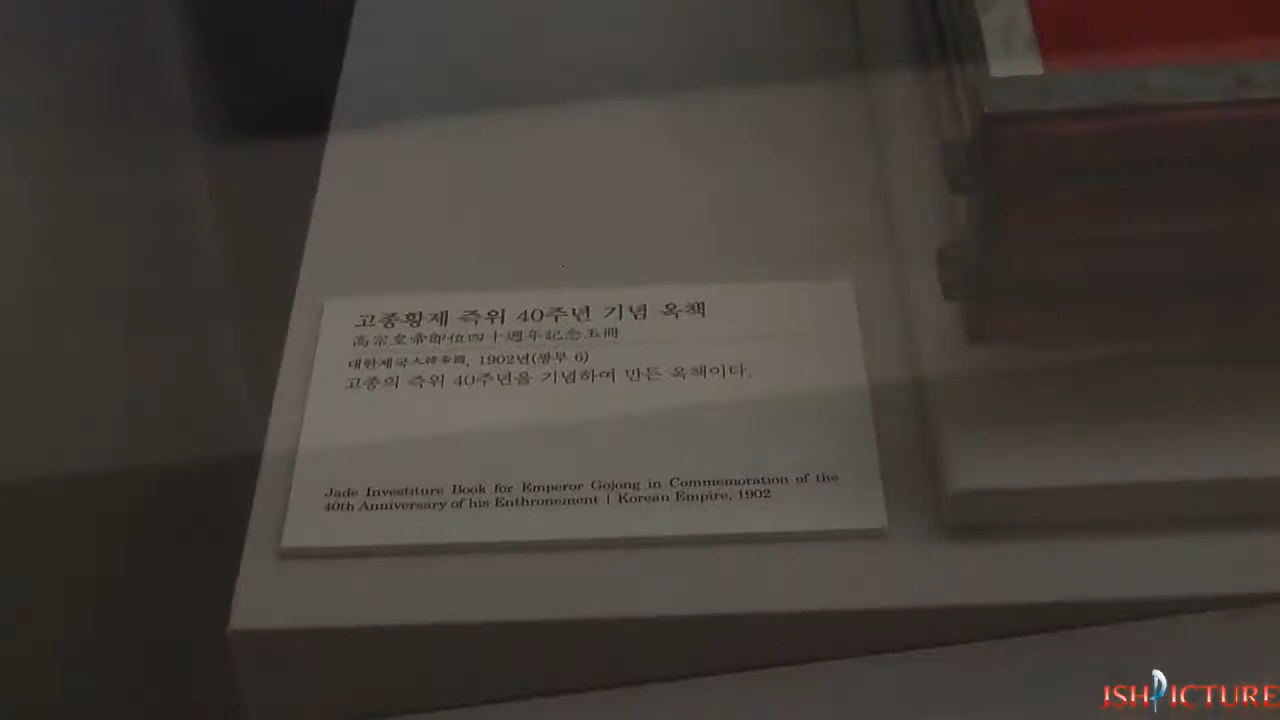 고종황제 즉위 40주년 기념 옥책
高宗皇帝卽位四十週年記念玉冊
대한제국大韓帝國, 1902년(광무 6)
고종의 즉위 40주년을 기념하여 만든 옥책이다.
Jade Investiture Book for Emperor Gojong in Commemoration of the
40th Anniversary of his Enthronement | Korean Empire, 1902
JSH PICTURE